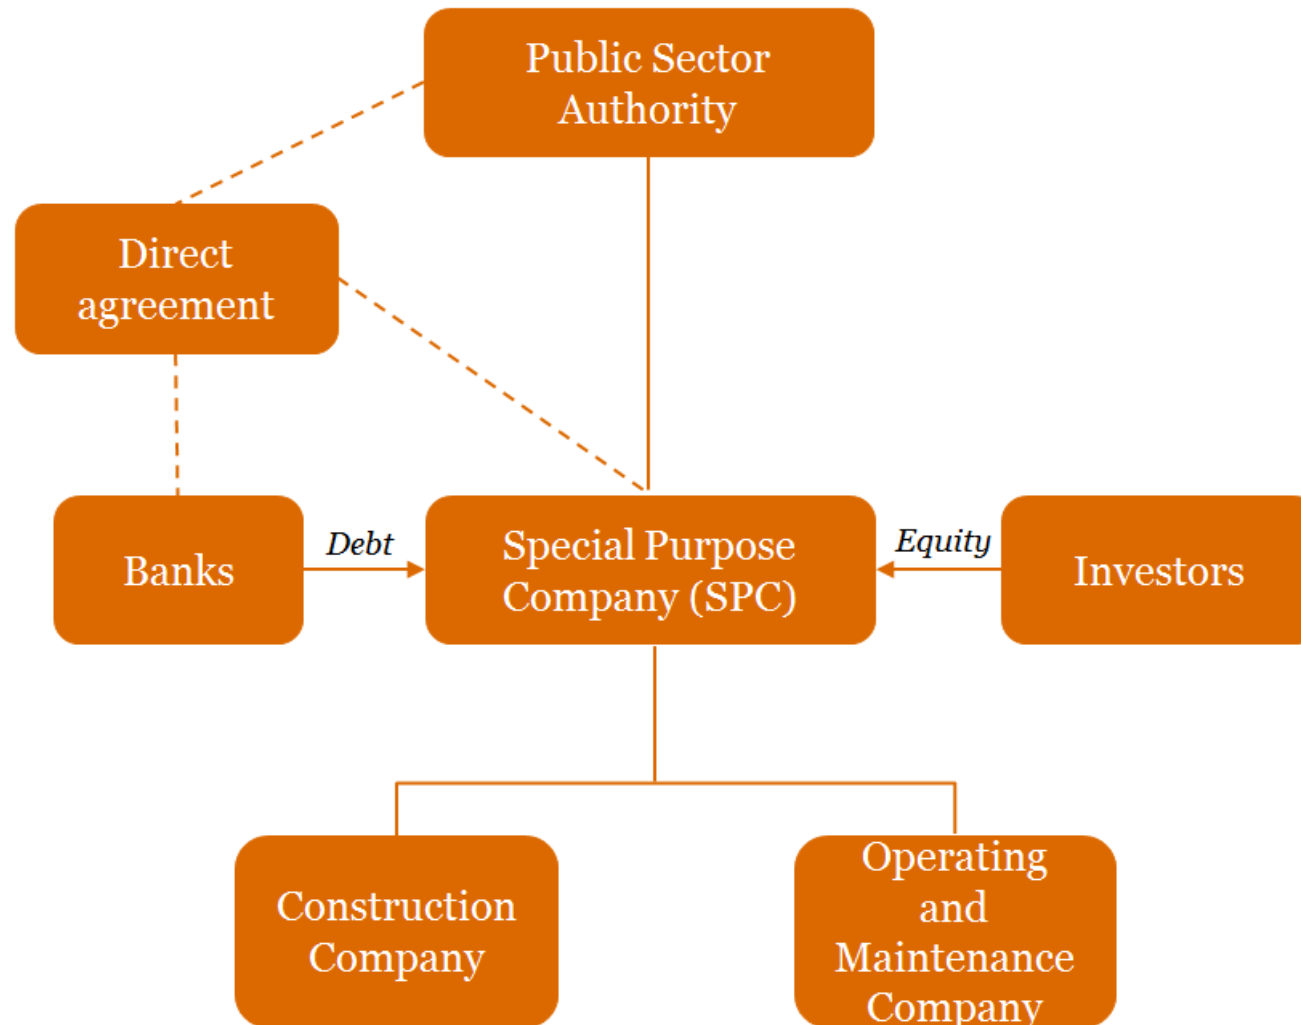 Public Sector
Authority
Direct
agreement
Banks
Debt
Special Purpose
Company (SPC)
Equity
Investors
Construction
Company
Operating
and
Maintenance
Company